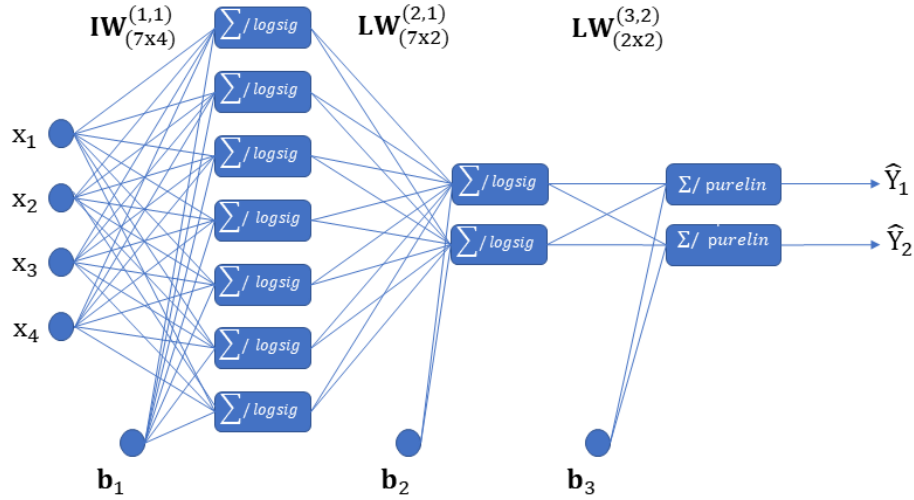 IW(1,1)(7x4)
LW(2,1)(7x2)
LW(3,2)(2x2)
∑/logsig
∑/logsig
∑/logsig
∑/logsig
∑/logsig
∑/logsig
∑/logsig
x1
x2
x3
x4
∑/logsig
∑/logsig
Σ/ purelin
Σ/ purelin
Ŷ1
Ŷ2
b1
b2
b3